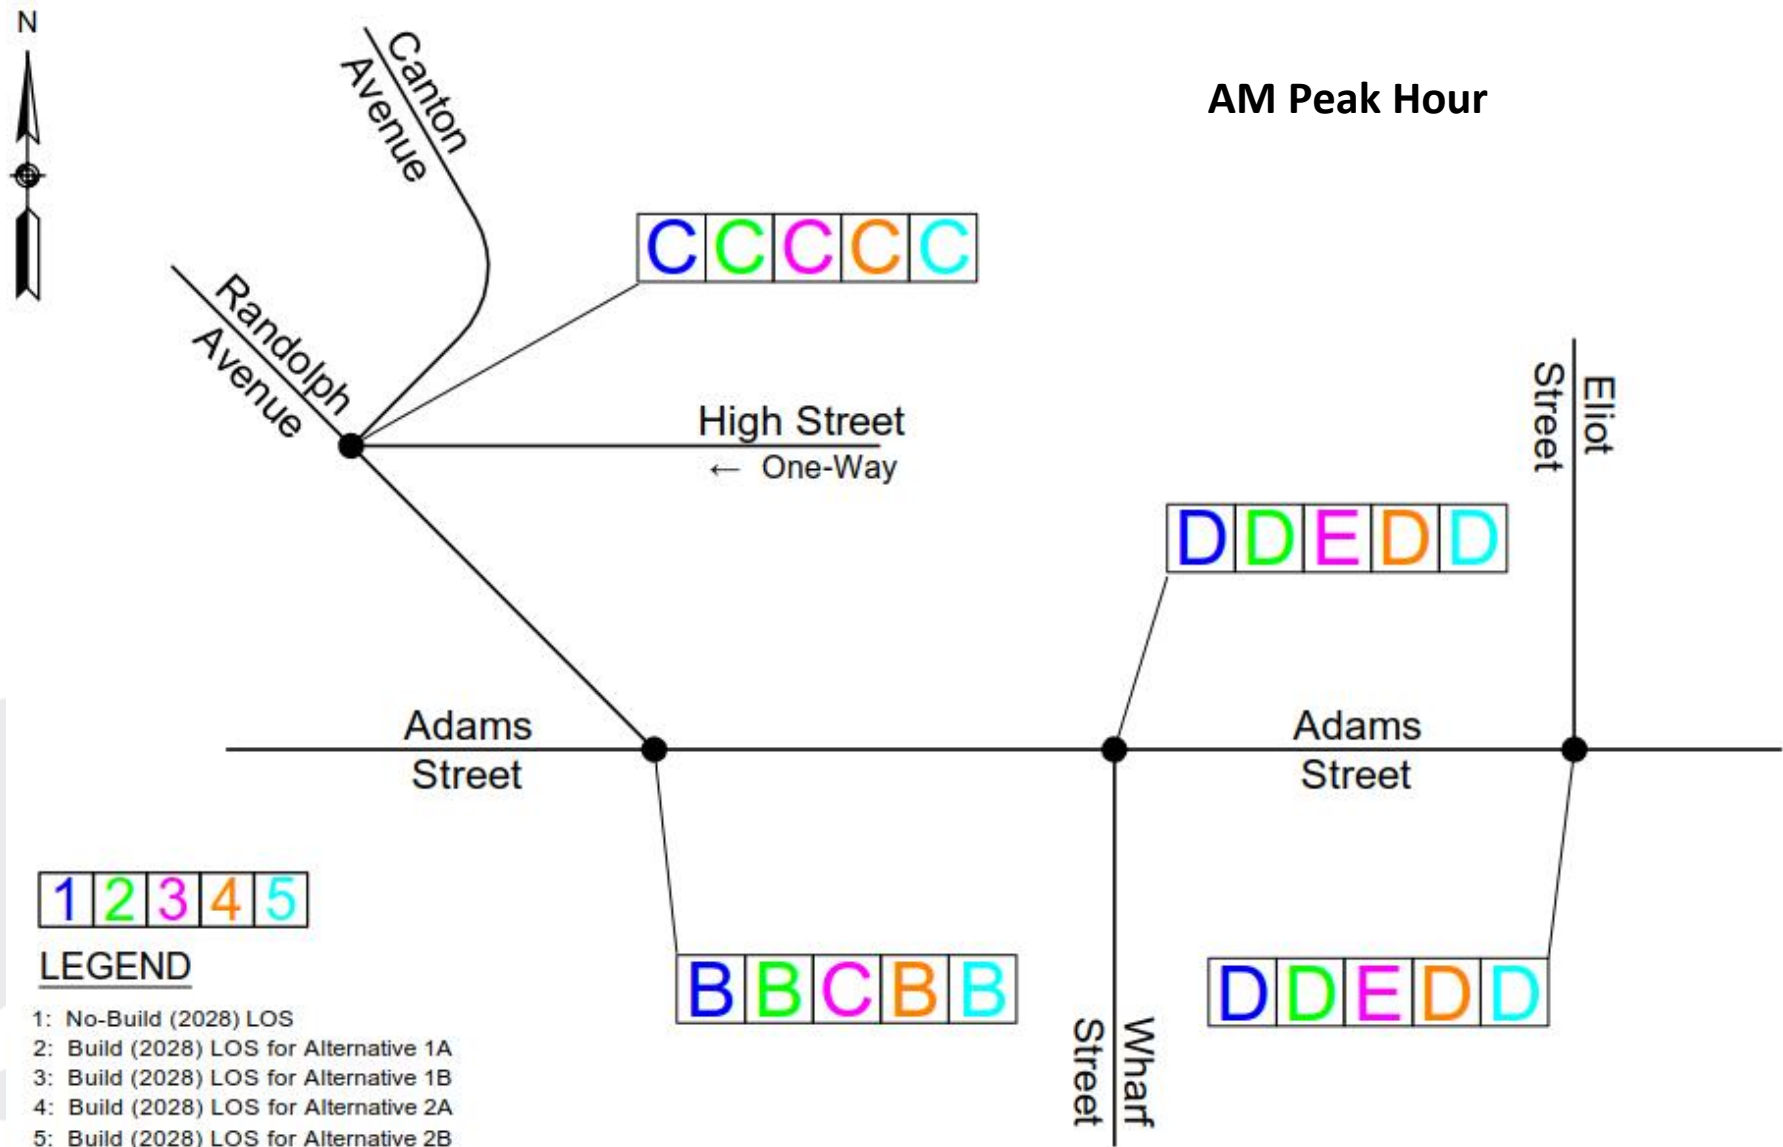 N
Canton
Avenue
AM Peak Hour
C C C C C
Randolph
Avenue
High Street
← One-Way
Eliot
Street
D D E D D
Adams
Street
Adams
Street
1 2 3 4 5
LEGEND
1: No-Build (2028) LOS
2: Build (2028) LOS for Alternative 1A
3: Build (2028) LOS for Alternative 1B
4: Build (2028) LOS for Alternative 2A
5: Build (2028) LOS for Alternative 2B
B B C B B
Wharf
Street
D D E D D